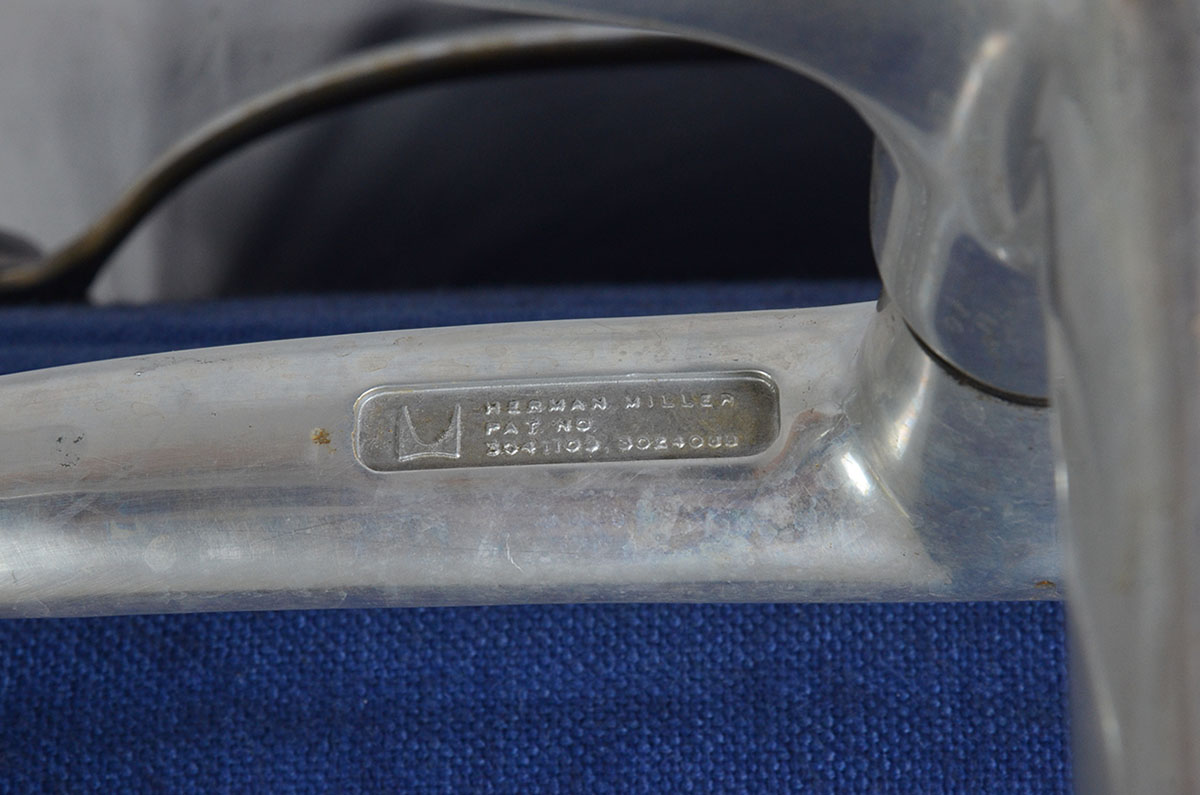 HERMAN MILLER
PAT NO.
3041109, 3024068